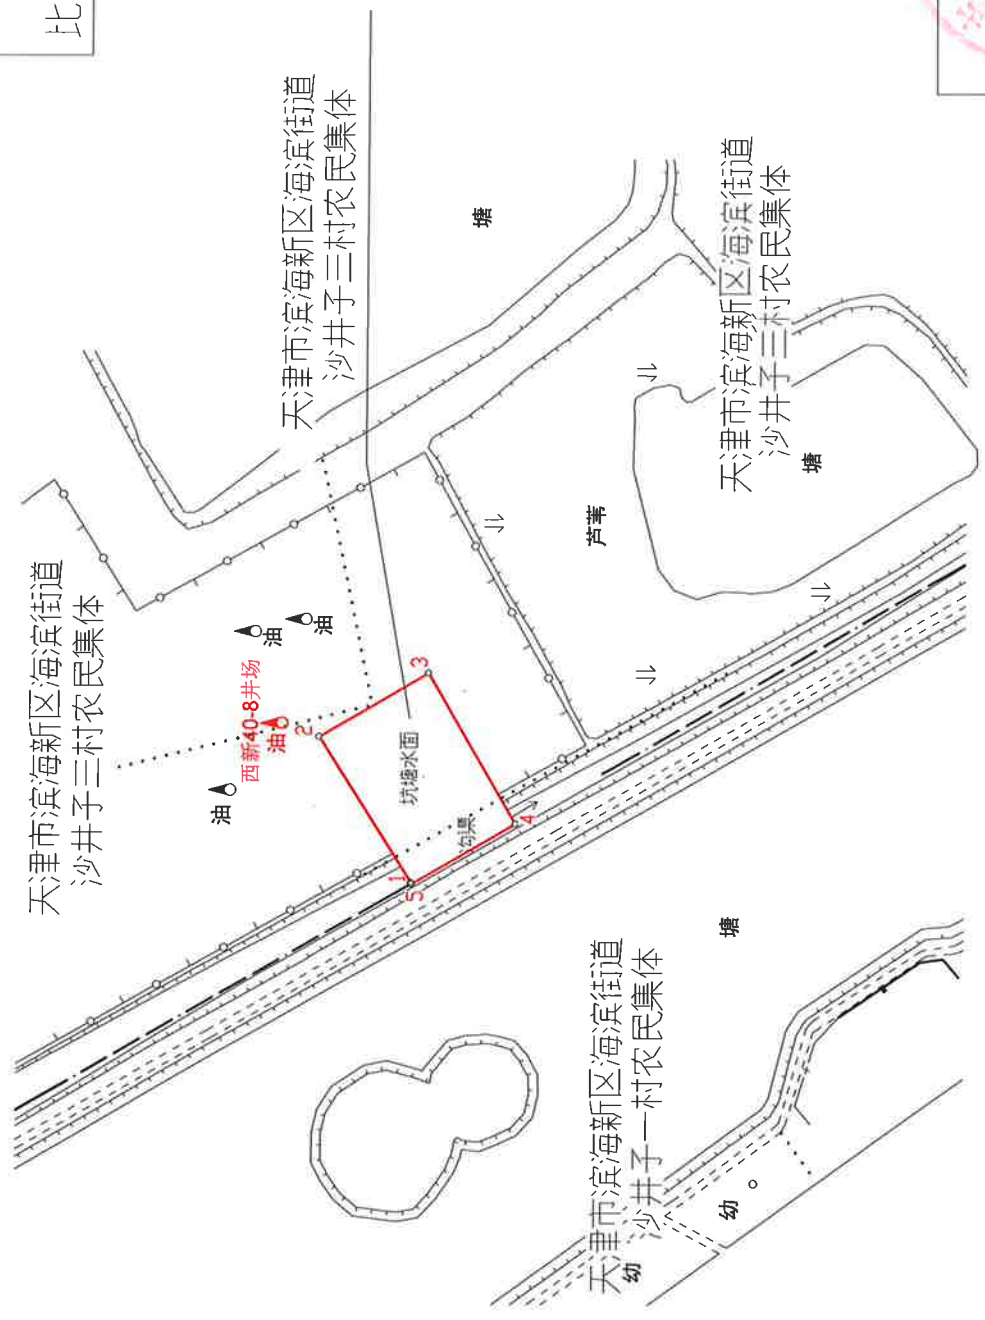 比
天津市滨海新区海滨街道
沙井子三村农民集体
天津市滨海新区海滨街道
沙井子三村农民集体
塘
天津市滨海新区海滨街道
沙井子三村农民集体
塘
芦苇
油
油
西新40-8井场
油
油
2
3
坑塘水面
沟渠
1
5
4
塘
天津市滨海新区海滨街道
沙井子一村农民集体
幼
幼